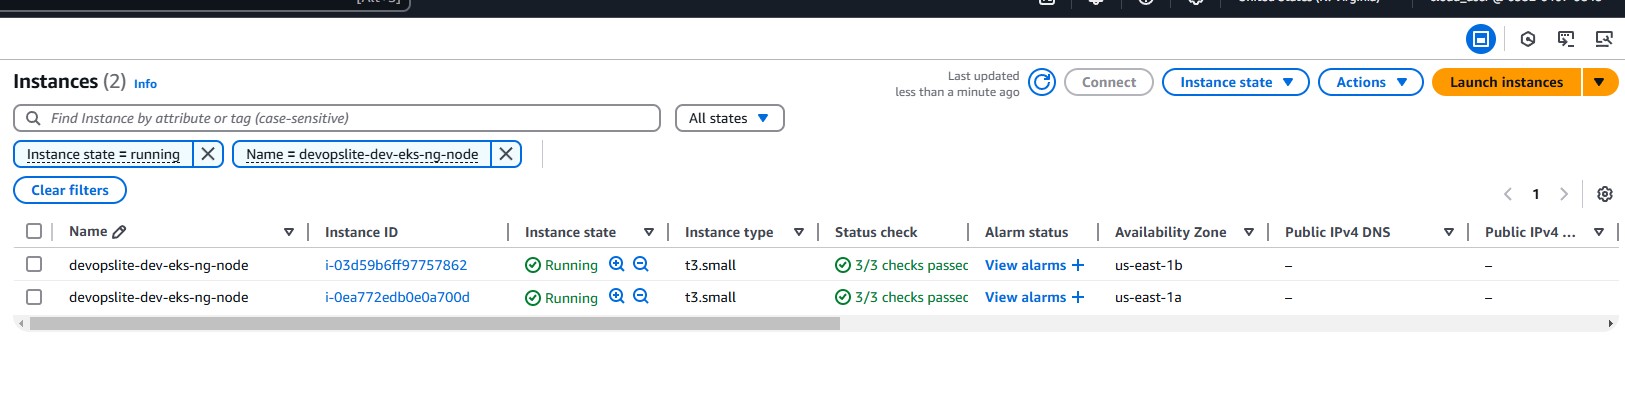 [Alt+S]
Instances (2) Info
Last updated
less than a minute ago
Connect
Instance state
Actions
Launch instances
Find Instance by attribute or tag (case-sensitive)
All states
Instance state = running
Name = devopslite-dev-eks-ng-node
Clear filters
1
Name Instance ID Instance state Instance type Status check Alarm status Availability Zone Public IPv4 DNS Public IPv4 ...
devopslite-dev-eks-ng-node i-03d59b6ff97757862 Running t3.small 3/3 checks passec View alarms + us-east-1b – –
devopslite-dev-eks-ng-node i-0ea772edb0e0a700d Running t3.small 3/3 checks passec View alarms + us-east-1a – –